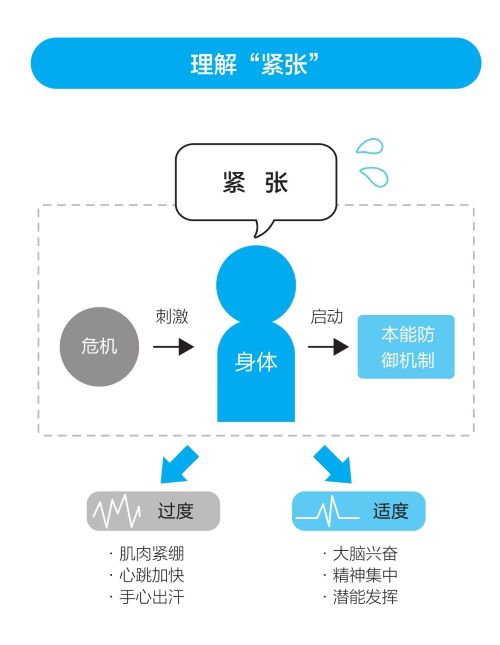 理解“紧张”
紧 张
刺激
启动
危机
身体
本能防
御机制
过度
· 肌肉紧绷
· 心跳加快
· 手心出汗
适度
· 大脑兴奋
· 精神集中
· 潜能发挥